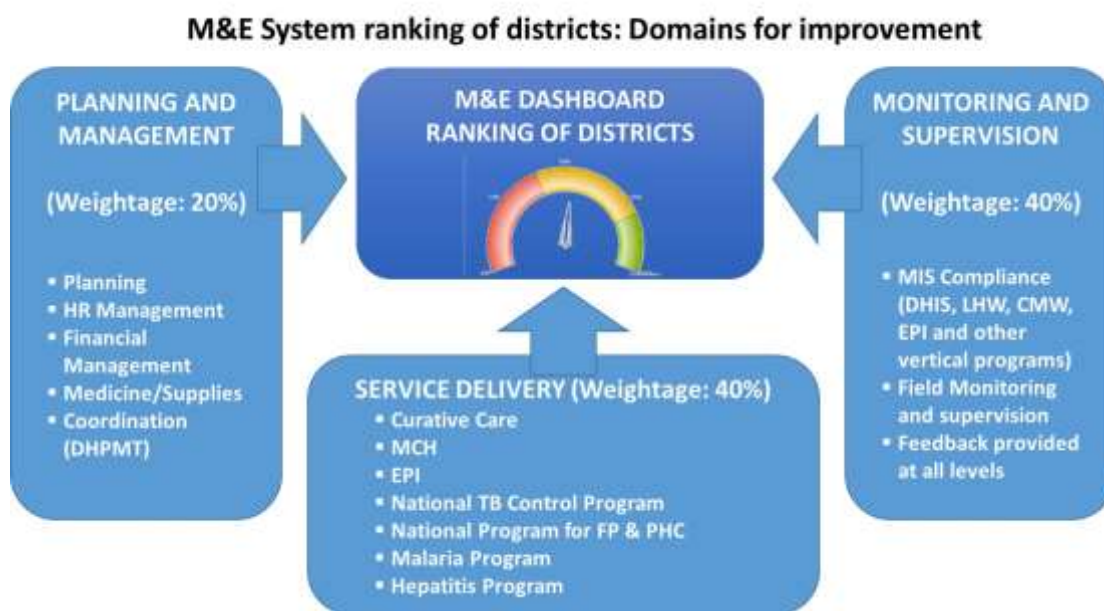 M&E System ranking of districts: Domains for improvement
PLANNING AND
MANAGEMENT
(Weightage: 20%)
▪ Planning
▪ HR Management
▪ Financial
Management
▪ Medicine/Supplies
▪ Coordination
(DHPMT)
M&E DASHBOARD
RANKING OF DISTRICTS
MONITORING AND
SUPERVISION
(Weightage: 40%)
▪ MIS Compliance
(DHIS, LHW, CMW,
EPI and other
vertical programs)
▪ Field Monitoring
and supervision
▪ Feedback provided
at all levels
SERVICE DELIVERY (Weightage: 40%)
▪ Curative Care
▪ MCH
▪ EPI
▪ National TB Control Program
▪ National Program for FP & PHC
▪ Malaria Program
▪ Hepatitis Program